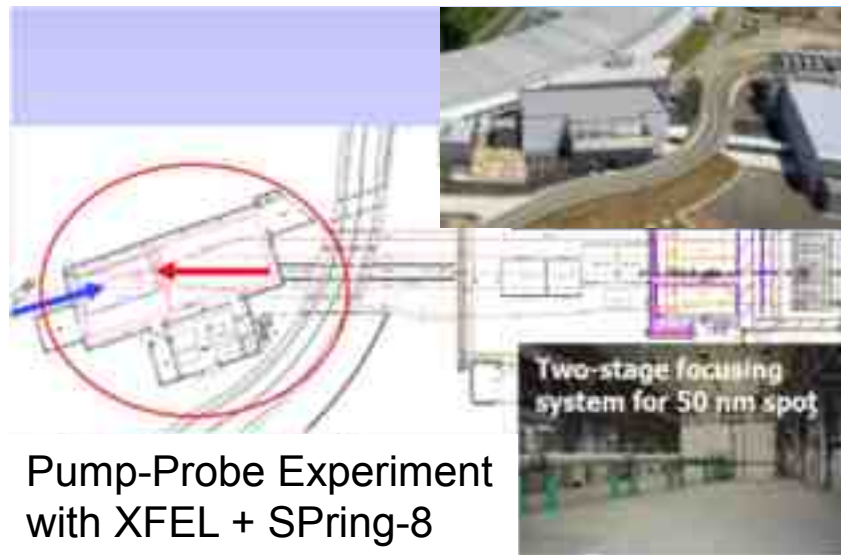 Two-stage focusing
system for 50 nm spot
Pump-Probe Experiment
with XFEL + SPring-8